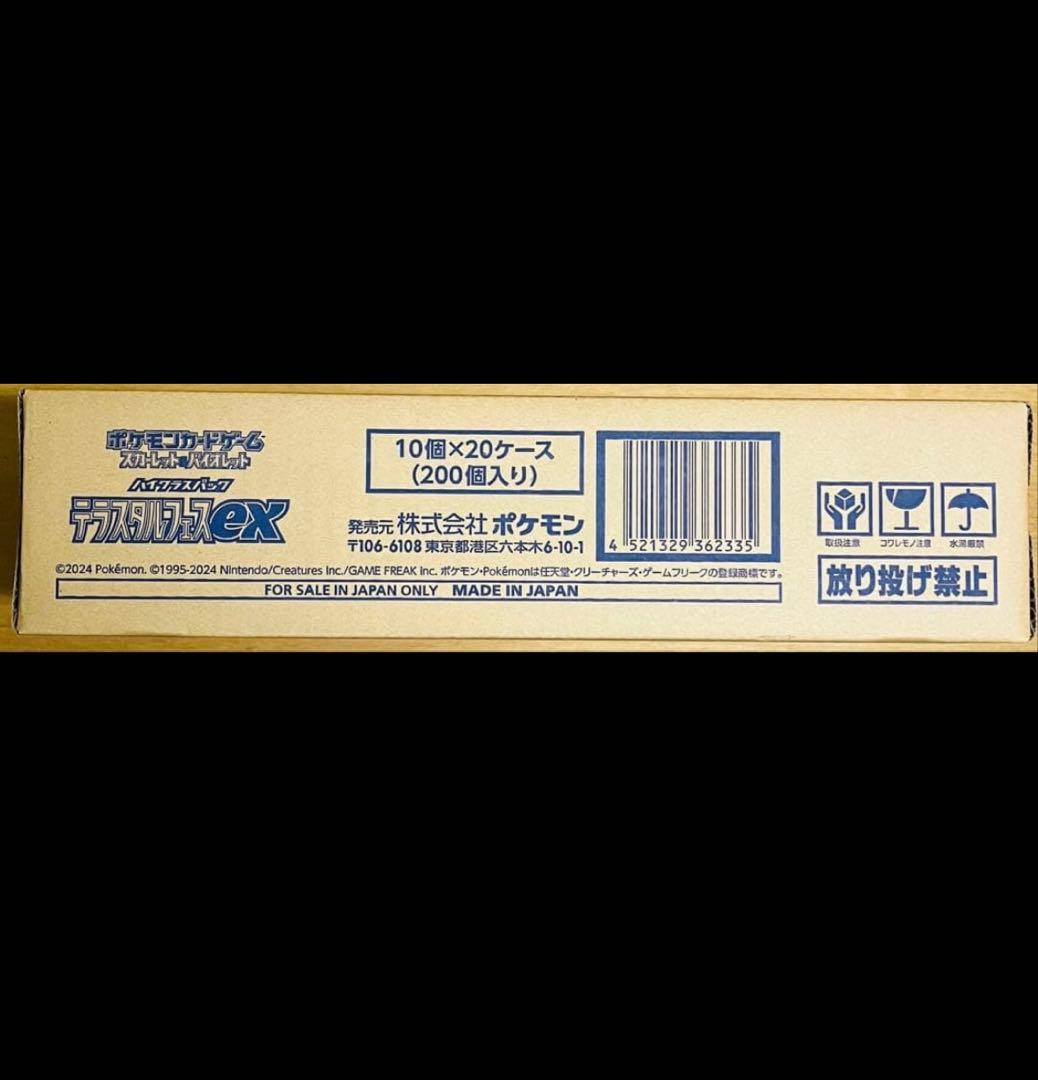 ポケモンカードゲーム
スカーレット&バイオレット
ハイクラスパック
テラスタルフェスex
10個×20ケース
(200個入り)
発売元 株式会社 ポケモン
〒106-6108 東京都港区六本木6-10-1
4 521329 362335
取扱注意
コワレモノ注意
水濡厳禁
放り投げ禁止
©2024 Pokémon. ©1995-2024 Nintendo/Creatures Inc./GAME FREAK inc. ポケモン・Pokémonは任天堂・クリーチャーズ・ゲームフリークの登録商標です。
FOR SALE IN JAPAN ONLY MADE IN JAPAN